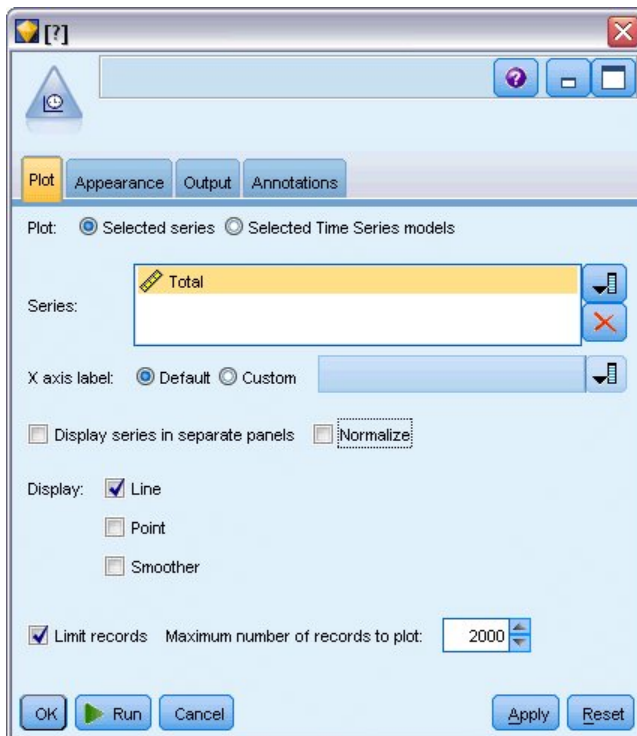 [?]
Plot Appearance Output Annotations
Plot: Selected series Selected Time Series models
Series: Total
X axis label: Default Custom
Display series in separate panels Normalize
Display: Line
Point
Smoother
Limit records Maximum number of records to plot: 2000
OK Run Cancel Apply Reset